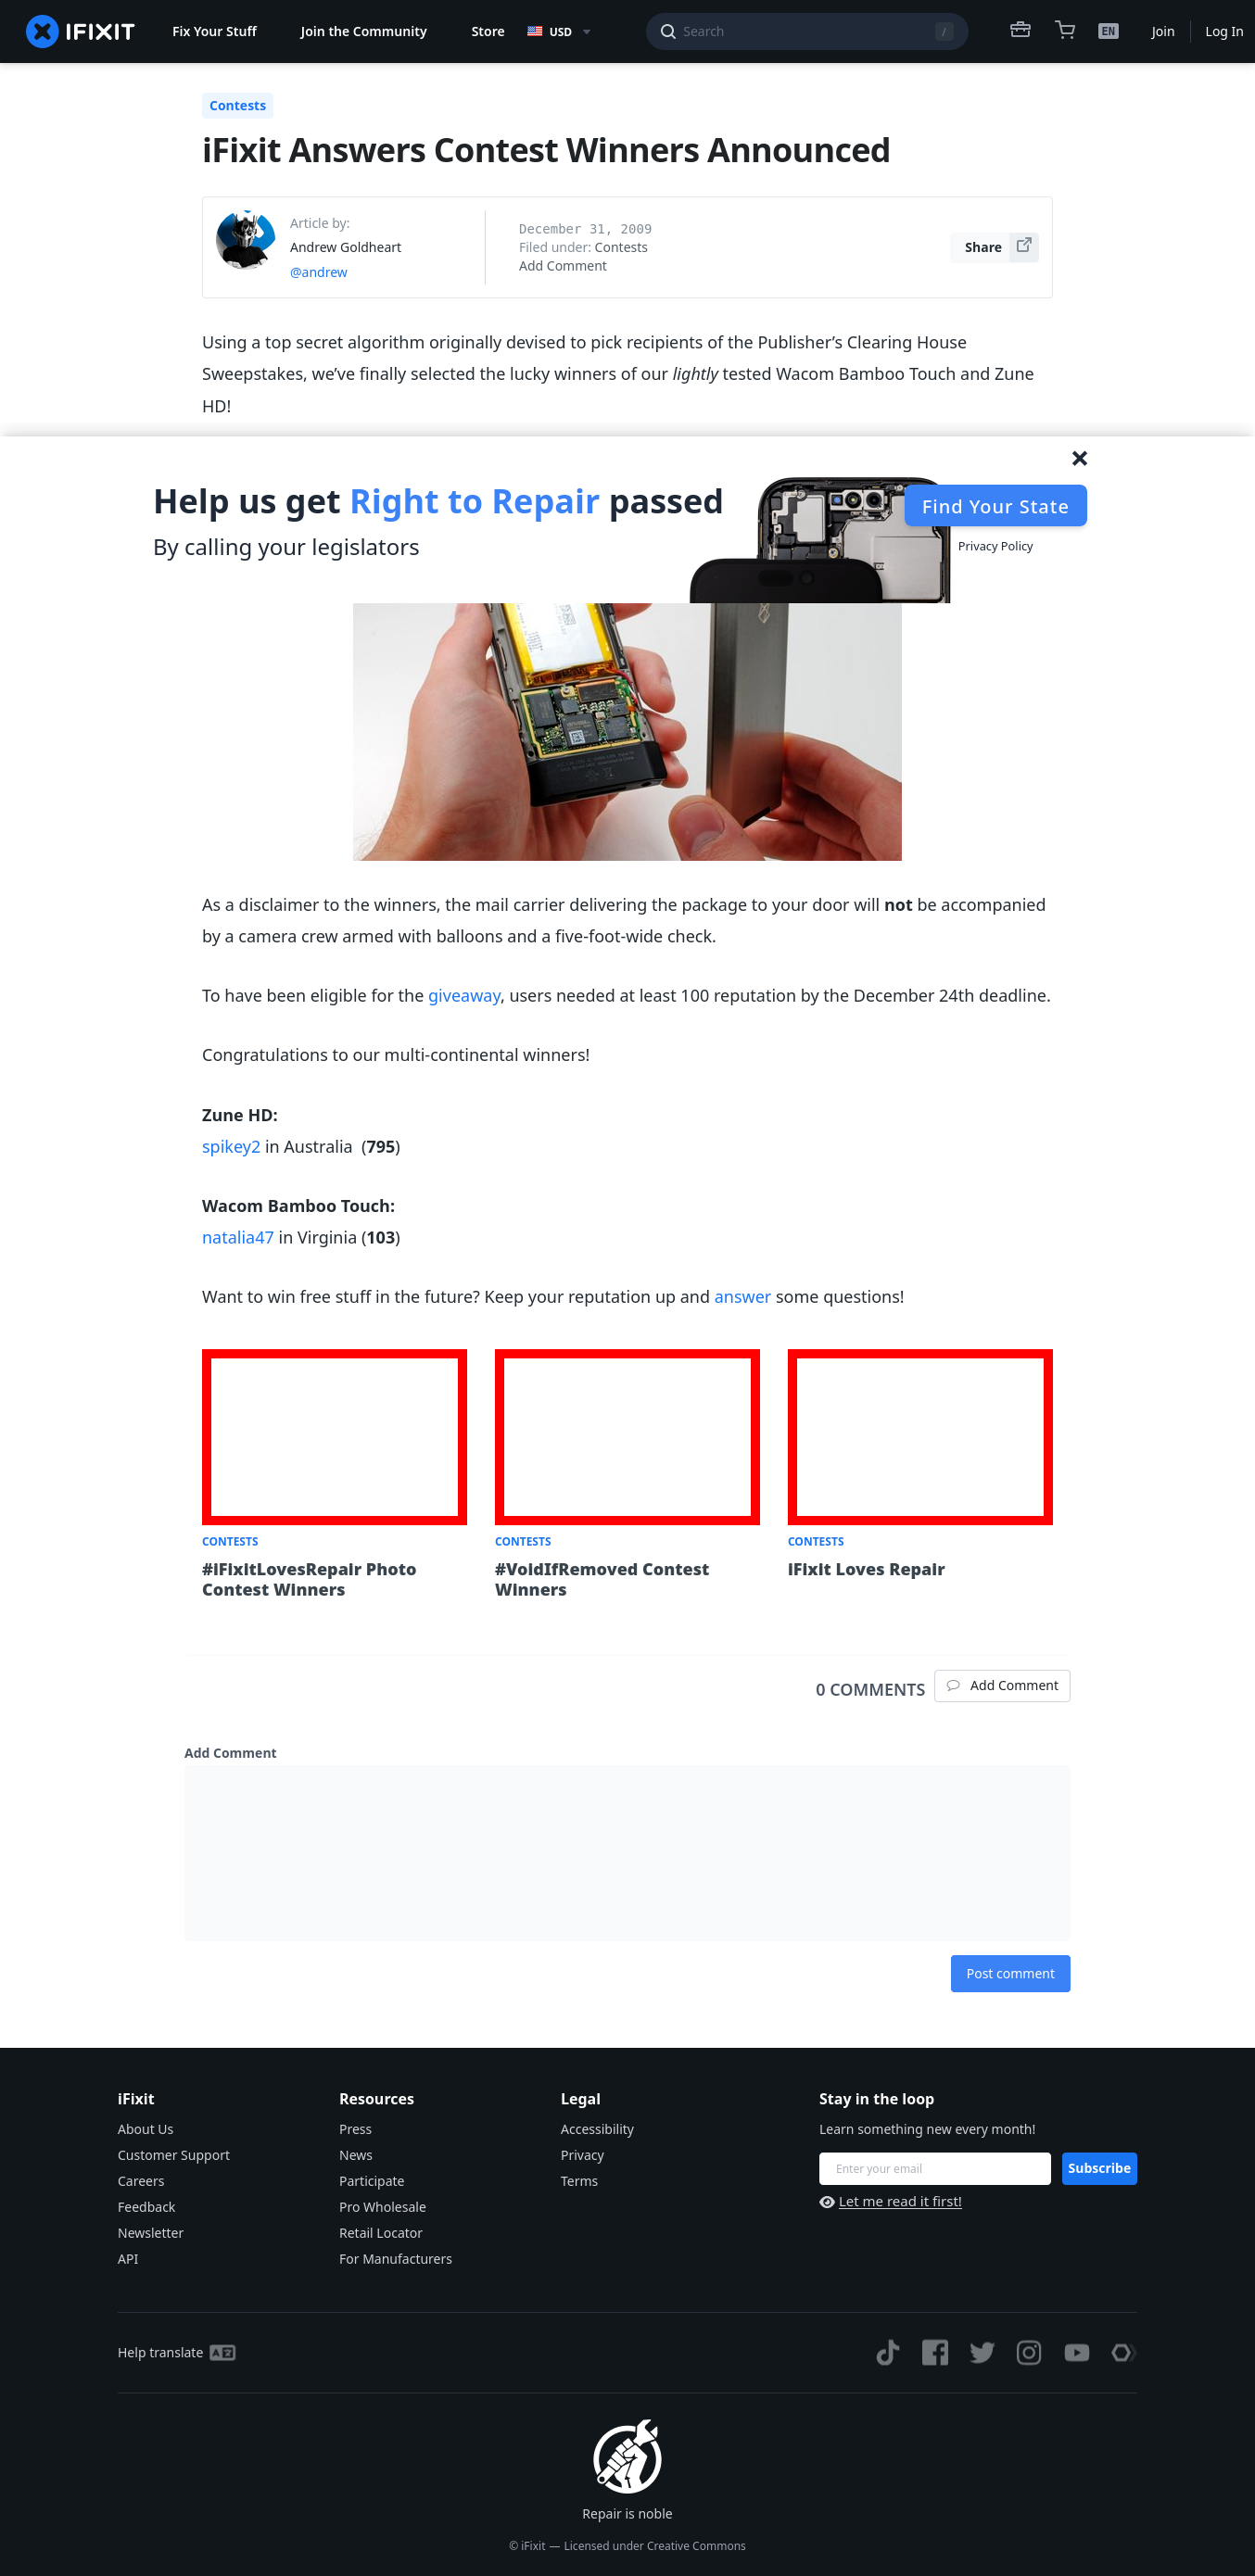 IFIXIT
Fix Your Stuff
Join the Community
Store
USD
Search
/
EN
Join
Log In
Contests
iFixit Answers Contest Winners Announced
Article by:
Andrew Goldheart
@andrew
December 31, 2009
Filed under: Contests
Add Comment
Share
Using a top secret algorithm originally devised to pick recipients of the Publisher’s Clearing House
Sweepstakes, we’ve finally selected the lucky winners of our lightly tested Wacom Bamboo Touch and Zune
HD!
Help us get Right to Repair passed
By calling your legislators
Find Your State
Privacy Policy
As a disclaimer to the winners, the mail carrier delivering the package to your door will not be accompanied
by a camera crew armed with balloons and a five-foot-wide check.
To have been eligible for the giveaway, users needed at least 100 reputation by the December 24th deadline.
Congratulations to our multi-continental winners!
Zune HD:
spikey2 in Australia (795)
Wacom Bamboo Touch:
natalia47 in Virginia (103)
Want to win free stuff in the future? Keep your reputation up and answer some questions!
CONTESTS
#iFixitLovesRepair Photo
Contest Winners
CONTESTS
#VoidIfRemoved Contest
Winners
CONTESTS
iFixit Loves Repair
0 COMMENTS
Add Comment
Add Comment
Post comment
iFixit
About Us
Customer Support
Careers
Feedback
Newsletter
API
Resources
Press
News
Participate
Pro Wholesale
Retail Locator
For Manufacturers
Legal
Accessibility
Privacy
Terms
Stay in the loop
Learn something new every month!
Enter your email
Subscribe
Let me read it first!
Help translate
Repair is noble
© iFixit — Licensed under Creative Commons